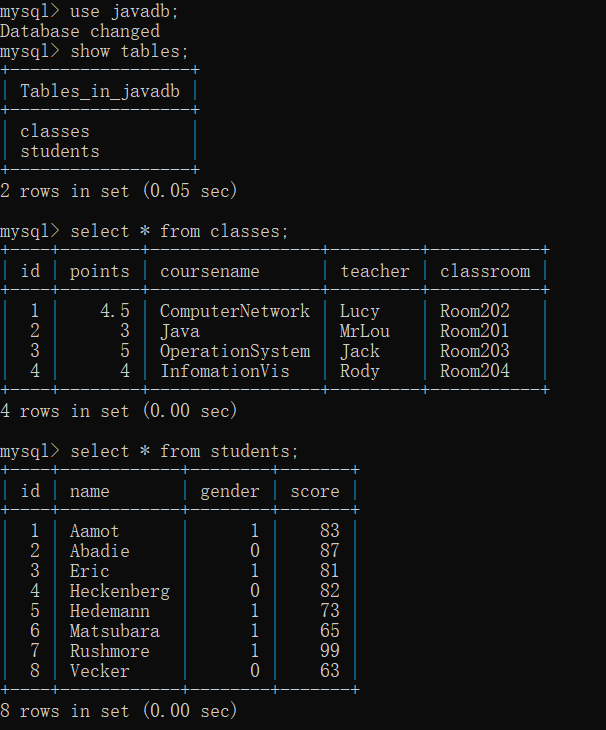 mysql> use javadb;
Database changed
mysql> show tables;
+------------------+
| Tables_in_javadb |
+------------------+
| classes          |
| students         |
+------------------+
2 rows in set (0.05 sec)
mysql> select * from classes;
+----+--------+-----------------+---------+-----------+
| id | points | coursename      | teacher | classroom |
+----+--------+-----------------+---------+-----------+
|  1 |    4.5 | ComputerNetwork | Lucy    | Room202   |
|  2 |      3 | Java            | MrLou   | Room201   |
|  3 |      5 | OperationSystem | Jack    | Room203   |
|  4 |      4 | InfomationVis   | Rody    | Room204   |
+----+--------+-----------------+---------+-----------+
4 rows in set (0.00 sec)
mysql> select * from students;
+----+------------+--------+-------+
| id | name       | gender | score |
+----+------------+--------+-------+
|  1 | Aamot      |      1 |    83 |
|  2 | Abadie     |      0 |    87 |
|  3 | Eric       |      1 |    81 |
|  4 | Heckenberg |      0 |    82 |
|  5 | Hedemann   |      1 |    73 |
|  6 | Matsubara  |      1 |    65 |
|  7 | Rushmore   |      1 |    99 |
|  8 | Vecker     |      0 |    63 |
+----+------------+--------+-------+
8 rows in set (0.00 sec)